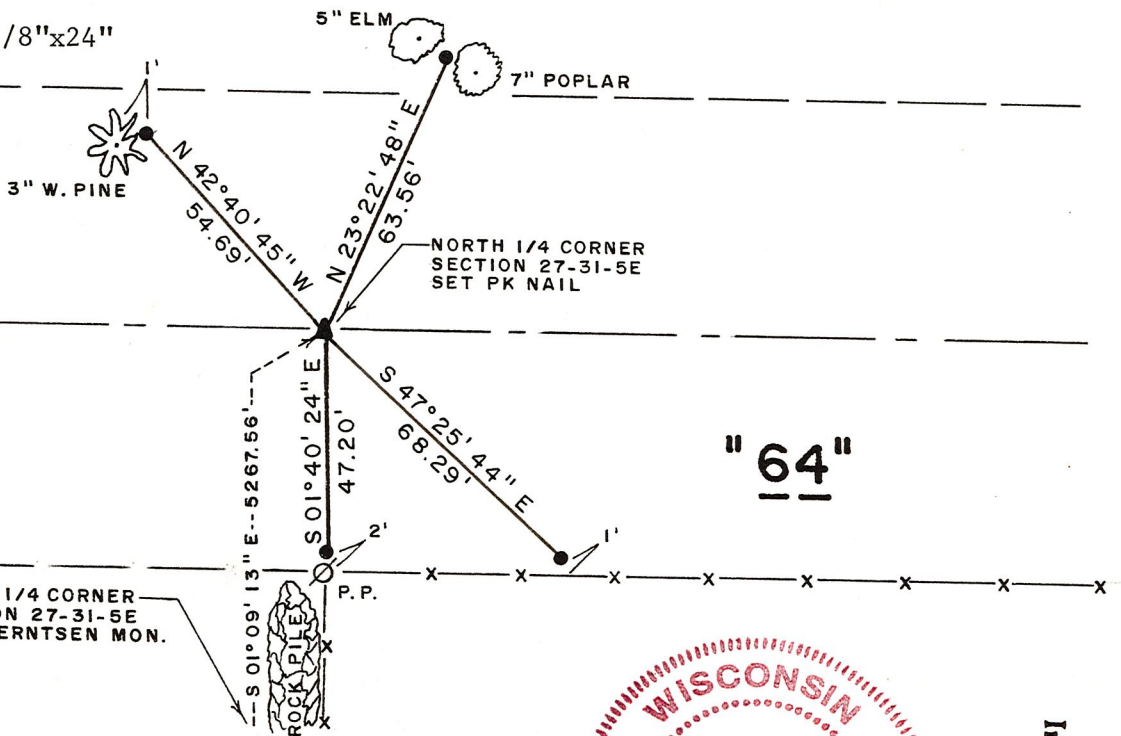 /8"x24"
5" ELM
7" POPLAR
1'
3" W. PINE
N 42°40'45" W
54.69'
N 23°22'48" E
63.56'
NORTH 1/4 CORNER
SECTION 27-31-5E
SET PK NAIL
S 01°40'24" E
47.20'
S 47°25'44" E
68.29'
"64"
S 01°09'13" E--5267.56'
2'
1'
P.P.
x x x x x x x x
1/4 CORNER
N 27-31-5E
ERNTSEN MON.
ROCK PILE
x
x
WISCONSIN